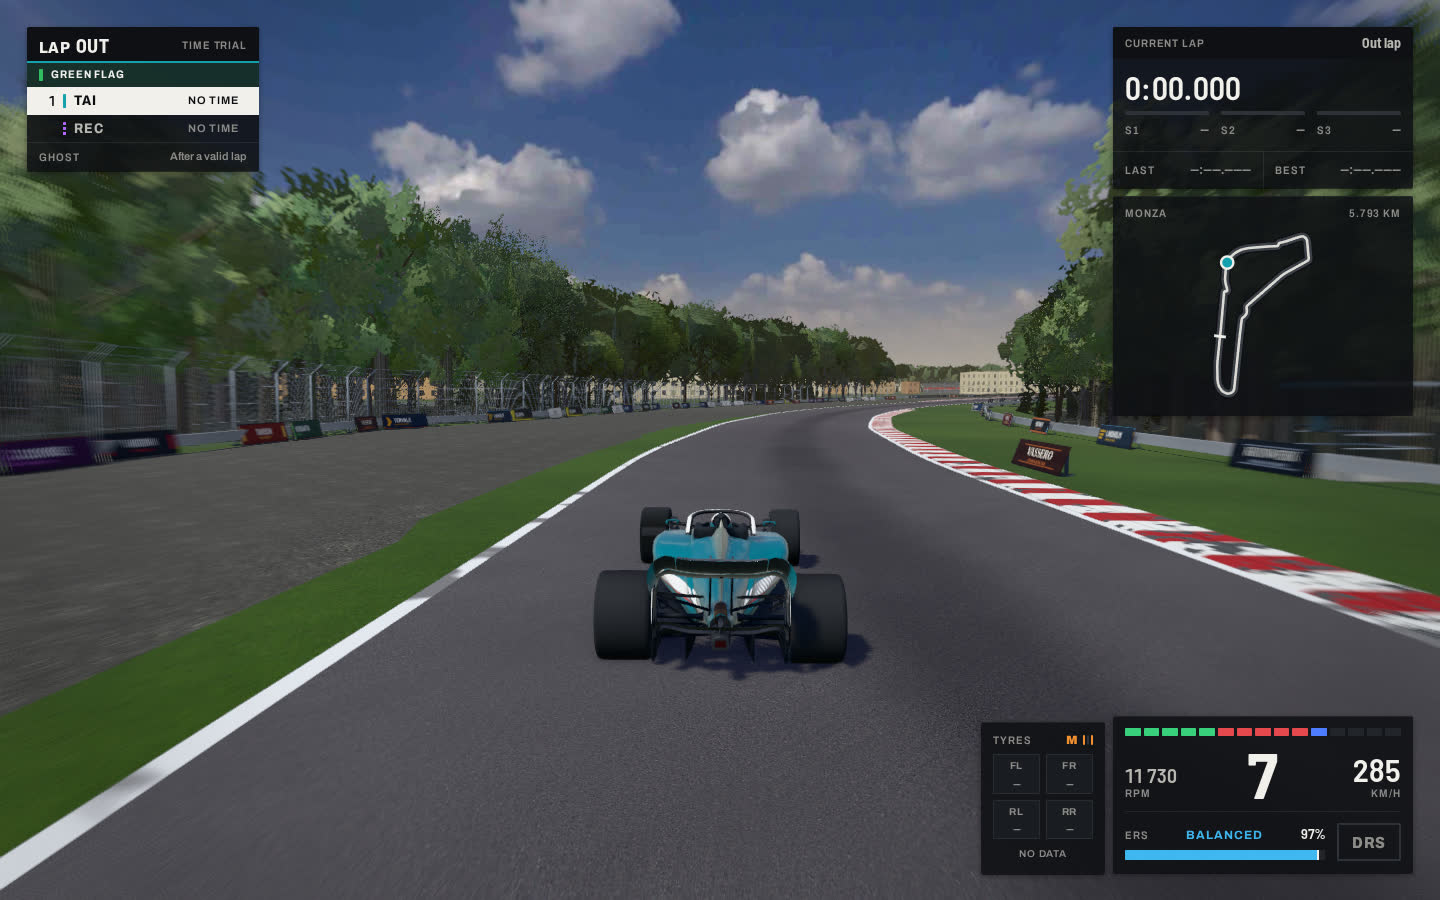 LAP OUT TIME TRIAL
GREEN FLAG
1 TAI NO TIME
REC NO TIME
GHOST After a valid lap
CURRENT LAP Out lap
0:00.000
S1 – S2 – S3 –
LAST –:––.––– BEST –:––.–––
MONZA 5.793 KM
VASSERO
TYRES M
FL FR
– –
RL RR
– –
NO DATA
11 730 RPM
7
285 KM/H
ERS BALANCED 97%
DRS